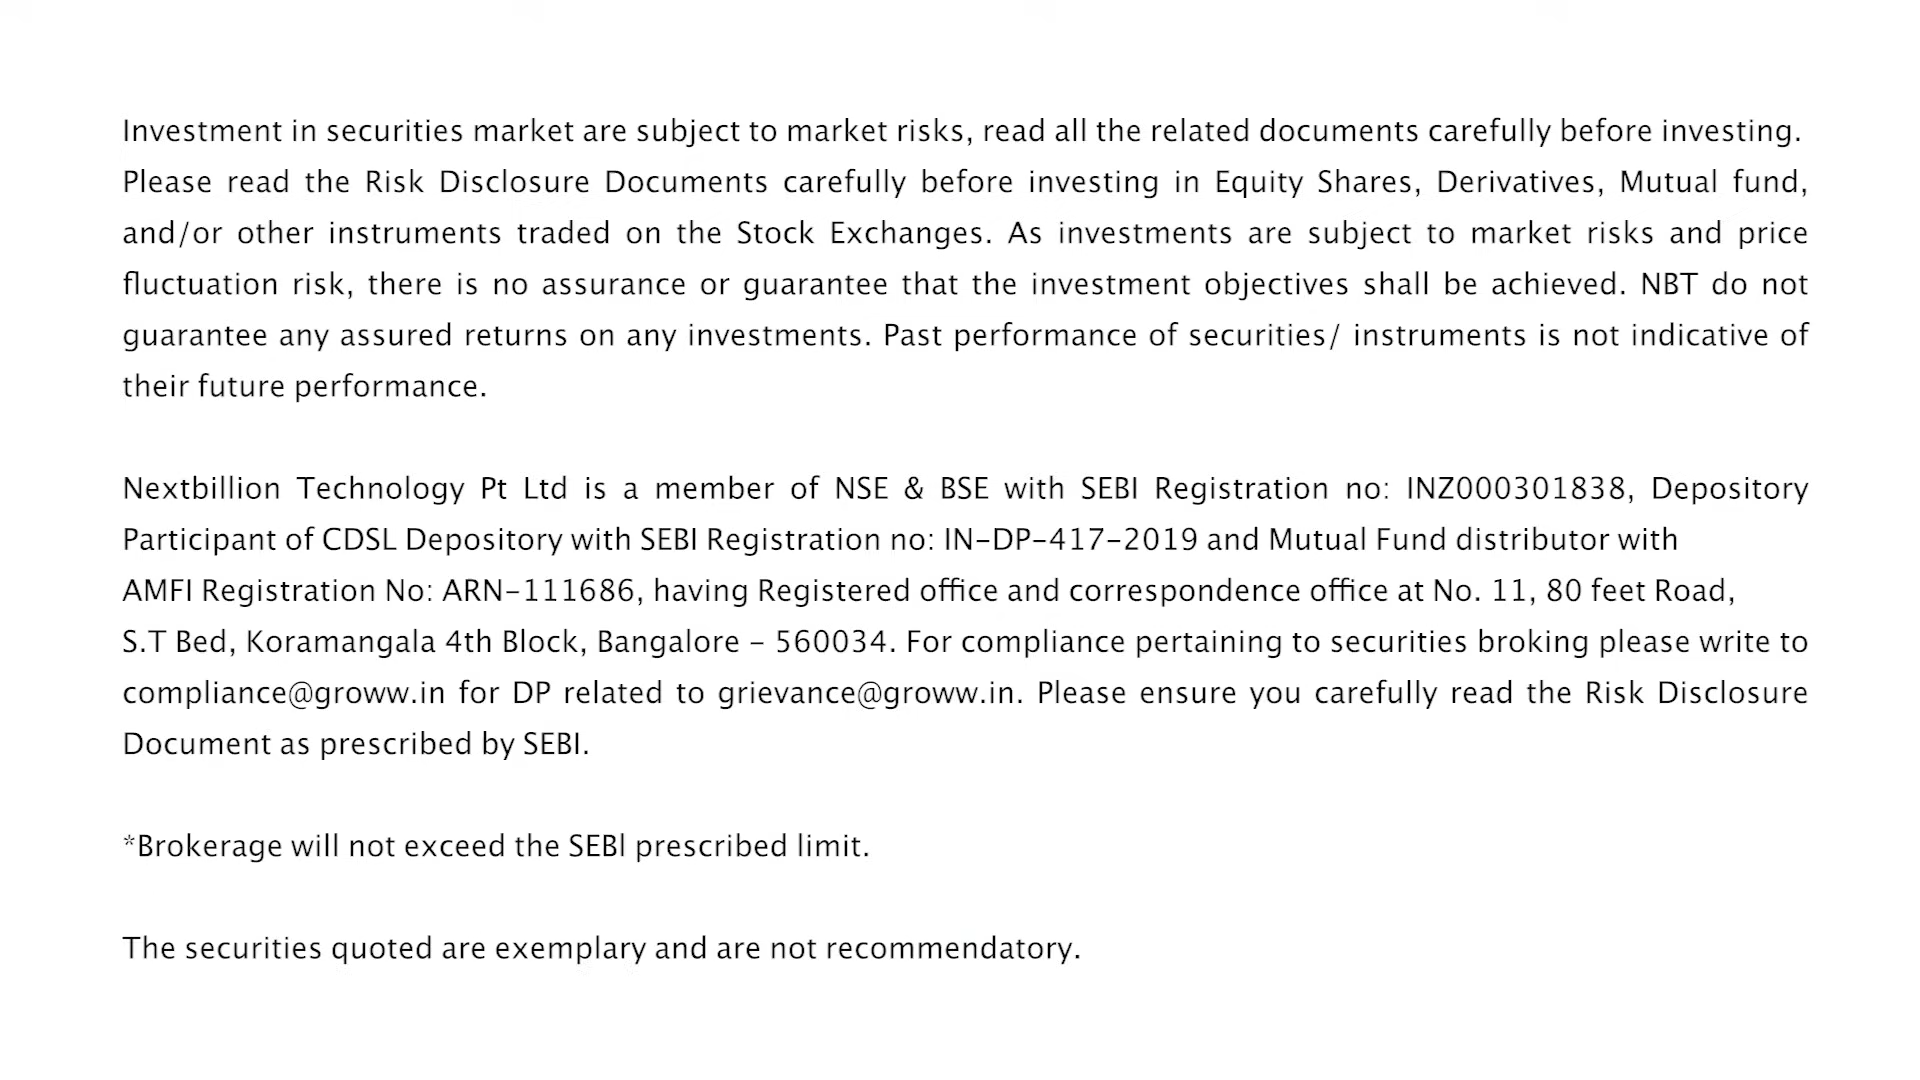 Investment in securities market are subject to market risks, read all the related documents carefully before investing.
Please read the Risk Disclosure Documents carefully before investing in Equity Shares, Derivatives, Mutual fund,
and/or other instruments traded on the Stock Exchanges. As investments are subject to market risks and price
fluctuation risk, there is no assurance or guarantee that the investment objectives shall be achieved. NBT do not
guarantee any assured returns on any investments. Past performance of securities/ instruments is not indicative of
their future performance.
Nextbillion Technology Pt Ltd is a member of NSE & BSE with SEBI Registration no: INZ000301838, Depository
Participant of CDSL Depository with SEBI Registration no: IN-DP-417-2019 and Mutual Fund distributor with
AMFI Registration No: ARN-111686, having Registered office and correspondence office at No. 11, 80 feet Road,
S.T Bed, Koramangala 4th Block, Bangalore - 560034. For compliance pertaining to securities broking please write to
compliance@groww.in for DP related to grievance@groww.in. Please ensure you carefully read the Risk Disclosure
Document as prescribed by SEBI.
*Brokerage will not exceed the SEBl prescribed limit.
The securities quoted are exemplary and are not recommendatory.